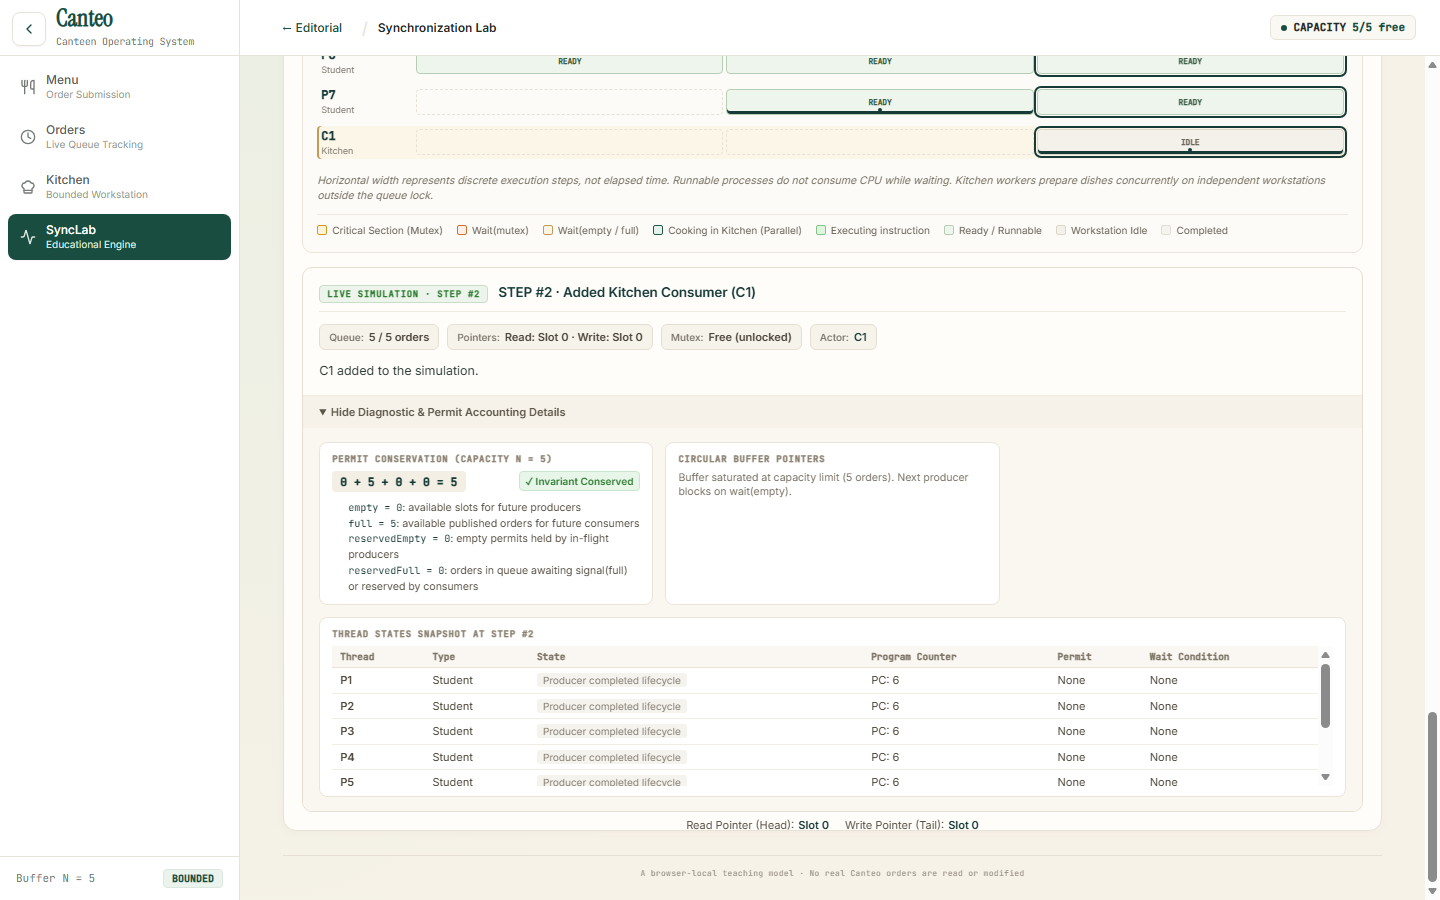 Canteo
Canteen Operating System
← Editorial / Synchronization Lab
CAPACITY 5/5 free
Menu
Order Submission
Orders
Live Queue Tracking
Kitchen
Bounded Workstation
SyncLab
Educational Engine
Buffer N = 5
BOUNDED
Student
READY
READY
READY
P7
Student
READY
READY
C1
Kitchen
IDLE
Horizontal width represents discrete execution steps, not elapsed time. Runnable processes do not consume CPU while waiting. Kitchen workers prepare dishes concurrently on independent workstations
outside the queue lock.
Critical Section (Mutex)
Wait(mutex)
Wait(empty / full)
Cooking in Kitchen (Parallel)
Executing instruction
Ready / Runnable
Workstation Idle
Completed
LIVE SIMULATION · STEP #2
STEP #2 · Added Kitchen Consumer (C1)
Queue: 5 / 5 orders
Pointers: Read: Slot 0 · Write: Slot 0
Mutex: Free (unlocked)
Actor: C1
C1 added to the simulation.
▼ Hide Diagnostic & Permit Accounting Details
PERMIT CONSERVATION (CAPACITY N = 5)
0 + 5 + 0 + 0 = 5
✓ Invariant Conserved
empty = 0: available slots for future producers
full = 5: available published orders for future consumers
reservedEmpty = 0: empty permits held by in-flight
producers
reservedFull = 0: orders in queue awaiting signal(full)
or reserved by consumers
CIRCULAR BUFFER POINTERS
Buffer saturated at capacity limit (5 orders). Next producer
blocks on wait(empty).
THREAD STATES SNAPSHOT AT STEP #2
Thread Type State Program Counter Permit Wait Condition
P1 Student Producer completed lifecycle PC: 6 None None
P2 Student Producer completed lifecycle PC: 6 None None
P3 Student Producer completed lifecycle PC: 6 None None
P4 Student Producer completed lifecycle PC: 6 None None
P5 Student Producer completed lifecycle PC: 6 None None
Read Pointer (Head): Slot 0 Write Pointer (Tail): Slot 0
A browser-local teaching model · No real Canteo orders are read or modified